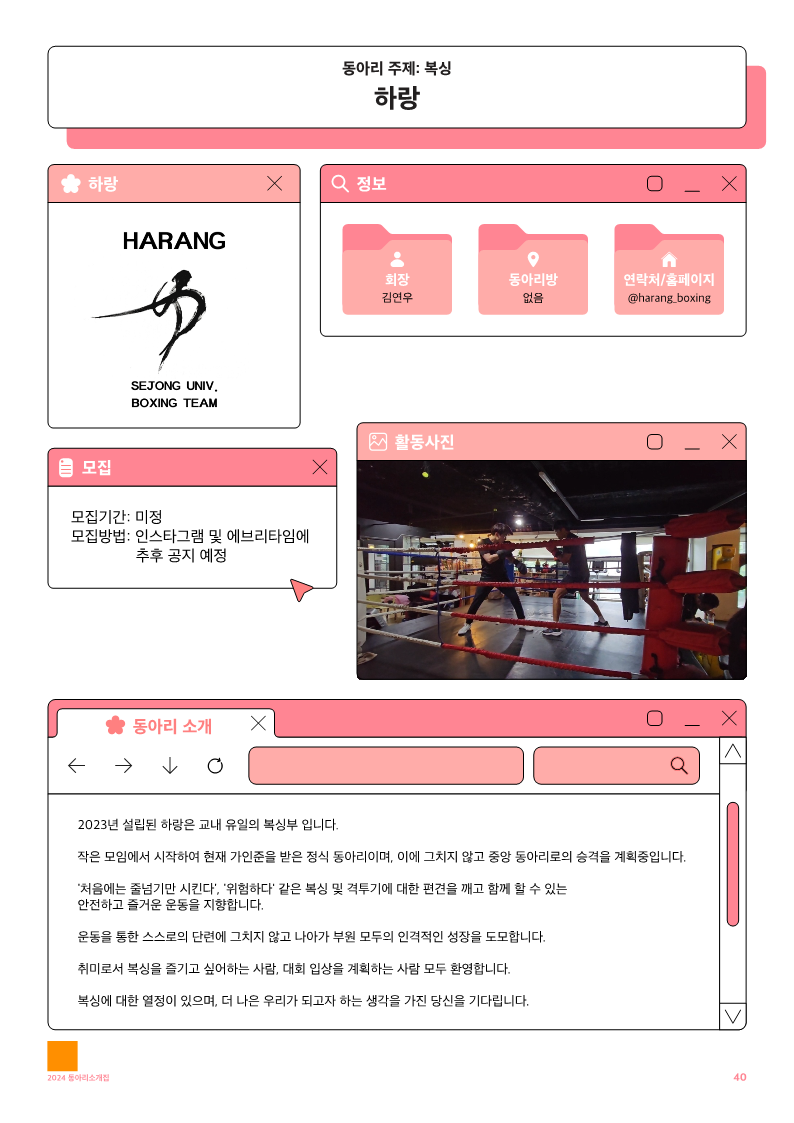 동아리 주제: 복싱
하랑
하랑
HARANG
SEJONG UNIV.
BOXING TEAM
정보
회장
김연우
동아리방
없음
연락처/홈페이지
@harang_boxing
모집
모집기간: 미정
모집방법: 인스타그램 및 에브리타임에
추후 공지 예정
활동사진
동아리 소개
2023년 설립된 하랑은 교내 유일의 복싱부 입니다.
작은 모임에서 시작하여 현재 가인준을 받은 정식 동아리이며, 이에 그치지 않고 중앙 동아리로의 승격을 계획중입니다.
'처음에는 줄넘기만 시킨다', '위험하다' 같은 복싱 및 격투기에 대한 편견을 깨고 함께 할 수 있는
안전하고 즐거운 운동을 지향합니다.
운동을 통한 스스로의 단련에 그치지 않고 나아가 부원 모두의 인격적인 성장을 도모합니다.
취미로서 복싱을 즐기고 싶어하는 사람, 대회 입상을 계획하는 사람 모두 환영합니다.
복싱에 대한 열정이 있으며, 더 나은 우리가 되고자 하는 생각을 가진 당신을 기다립니다.
2024 동아리소개집
40